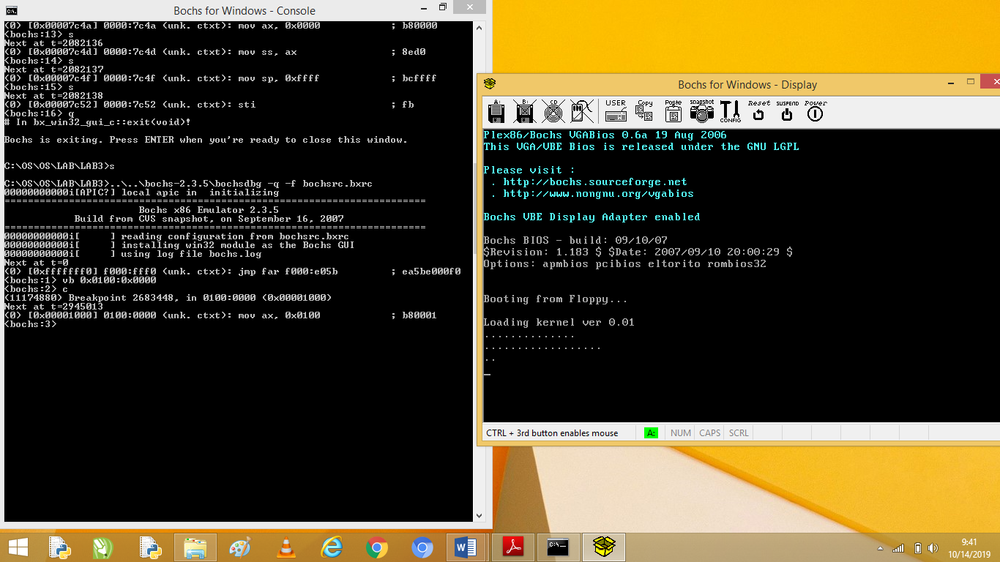 Bochs for Windows - Console
(0) [0x00007c4a] 0000:7c4a (unk. ctxt): mov ax, 0x0000 ; b80000
<bochs:13> s
Next at t=2082136
(0) [0x00007c4d] 0000:7c4d (unk. ctxt): mov ss, ax ; 8ed0
<bochs:14> s
Next at t=2082137
(0) [0x00007c4f] 0000:7c4f (unk. ctxt): mov sp, 0xffff ; bcffff
<bochs:15> s
Next at t=2082138
(0) [0x00007c52] 0000:7c52 (unk. ctxt): sti ; fb
<bochs:16> q
# In bx_win32_gui_c::exit(void)!
Bochs is exiting. Press ENTER when you're ready to close this window.
C:\OS\OS\LAB\LAB3>s
C:\OS\OS\LAB\LAB3>..\..\bochs-2.3.5\bochsdbg -q -f bochsrc.bxrc
00000000000i[APIC?] local apic in  initializing
========================================================================
Bochs x86 Emulator 2.3.5
Build from CVS snapshot, on September 16, 2007
========================================================================
00000000000i[     ] reading configuration from bochsrc.bxrc
00000000000i[     ] installing win32 module as the Bochs GUI
00000000000i[     ] using log file bochs.log
Next at t=0
(0) [0xfffffff0] f000:fff0 (unk. ctxt): jmp far f000:e05b ; ea5be000f0
<bochs:1> vb 0x0100:0x0000
<bochs:2> c
(11174880) Breakpoint 2683448, in 0100:0000 (0x00001000)
Next at t=2945013
(0) [0x00001000] 0100:0000 (unk. ctxt): mov ax, 0x0100 ; b80001
<bochs:3>
Bochs for Windows - Display
A: B: CD USER Copy Paste snapshot CONFIG Reset SUSPEND Power
Plex86/Bochs VGABios 0.6a 19 Aug 2006
This VGA/VBE Bios is released under the GNU LGPL
Please visit :
. http://bochs.sourceforge.net
. http://www.nongnu.org/vgabios
Bochs VBE Display Adapter enabled
Bochs BIOS - build: 09/10/07
$Revision: 1.183 $ $Date: 2007/09/10 20:00:29 $
Options: apmbios pcibios eltorito rombios32
Booting from Floppy...
Loading kernel ver 0.01
..............
..................
..
_
CTRL + 3rd button enables mouse A: NUM CAPS SCRL
9:41
10/14/2019